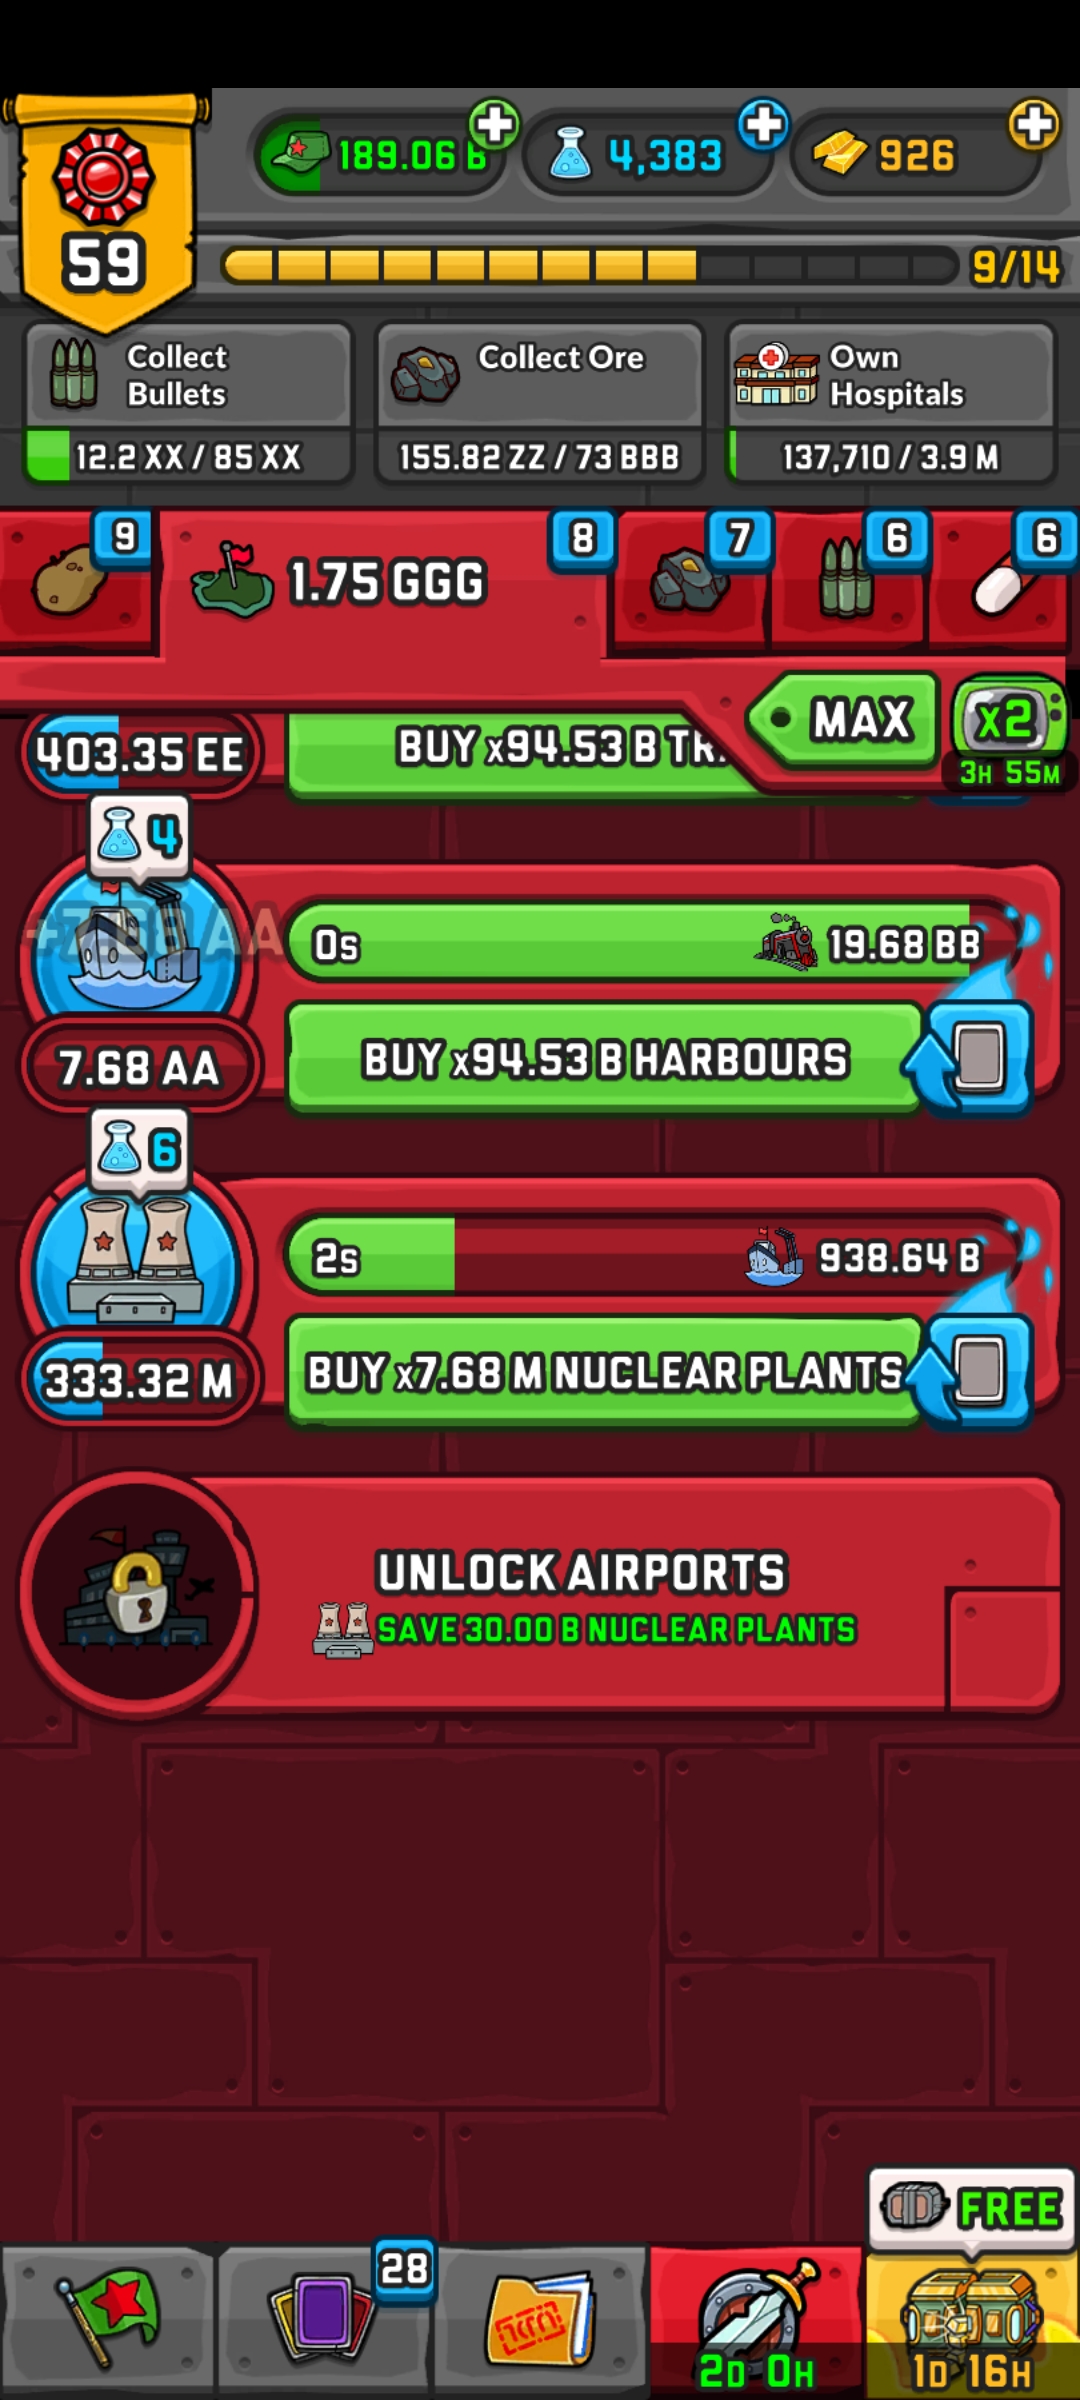 189.06 B
4,383
926
59
9/14
Collect
Bullets
12.2 XX / 85 XX
Collect Ore
155.82 ZZ / 73 BBB
Own
Hospitals
137,710 / 3.9 M
9
1.75 GGG
8
7
6
6
MAX
x2
3H 55M
403.35 EE
BUY x94.53 B
4
+7.68 AA
0s
19.68 BB
7.68 AA
BUY x94.53 B HARBOURS
6
2s
938.64 B
333.32 M
BUY x7.68 M NUCLEAR PLANTS
UNLOCK AIRPORTS
SAVE 30.00 B NUCLEAR PLANTS
FREE
28
2D 0H
1D 16H